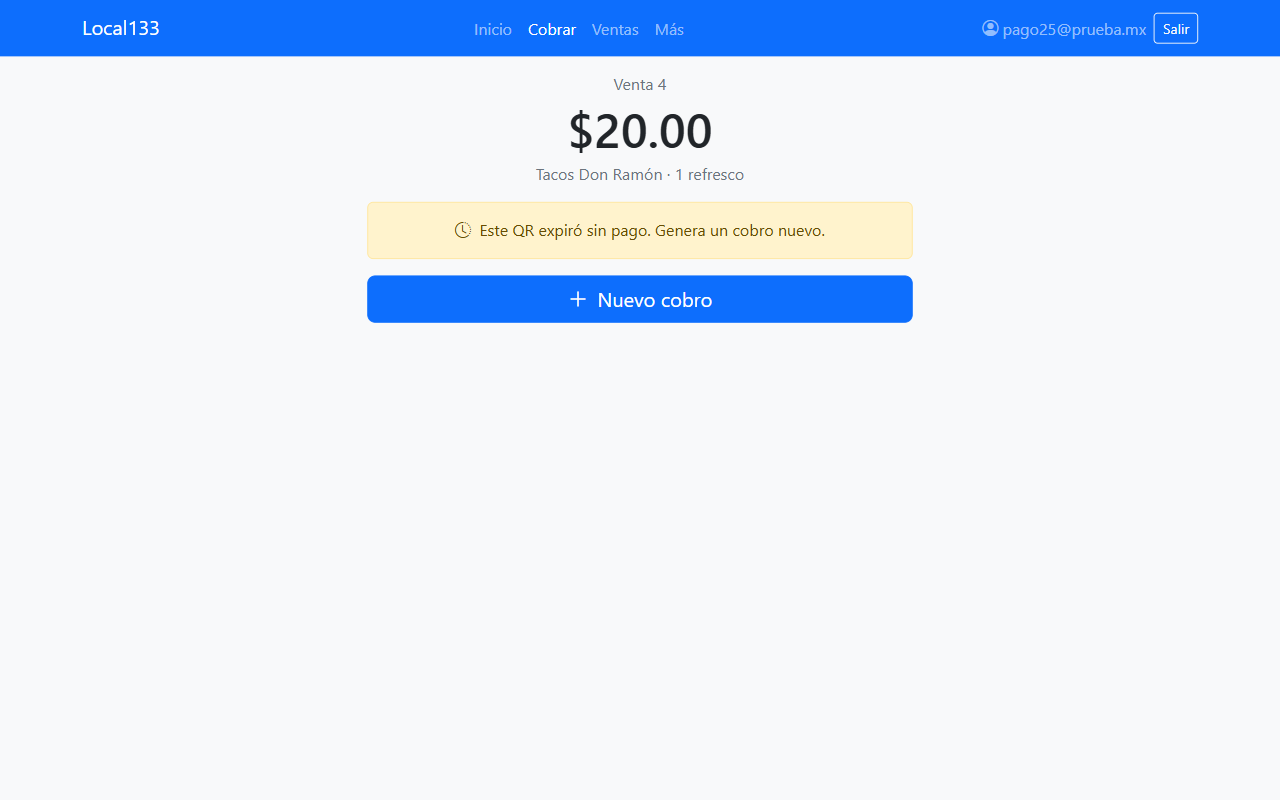 Local133
Inicio Cobrar Ventas Más
pago25@prueba.mx Salir
Venta 4
$20.00
Tacos Don Ramón · 1 refresco
Este QR expiró sin pago. Genera un cobro nuevo.
Nuevo cobro